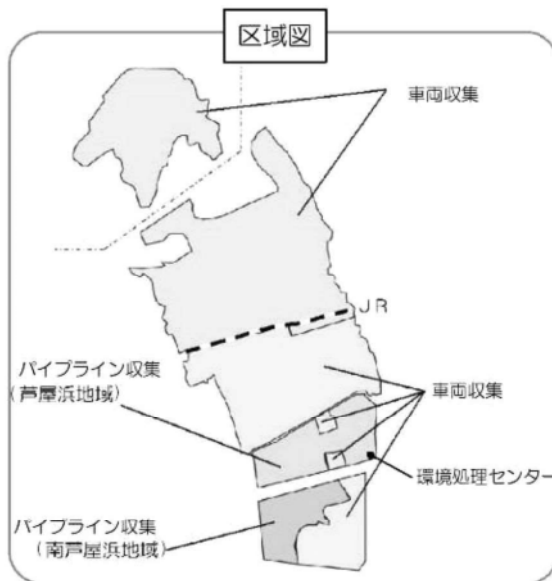 区域図
車両収集
JR
パイプライン収集
(芦屋浜地域)
車両収集
環境処理センター
パイプライン収集
(南芦屋浜地域)